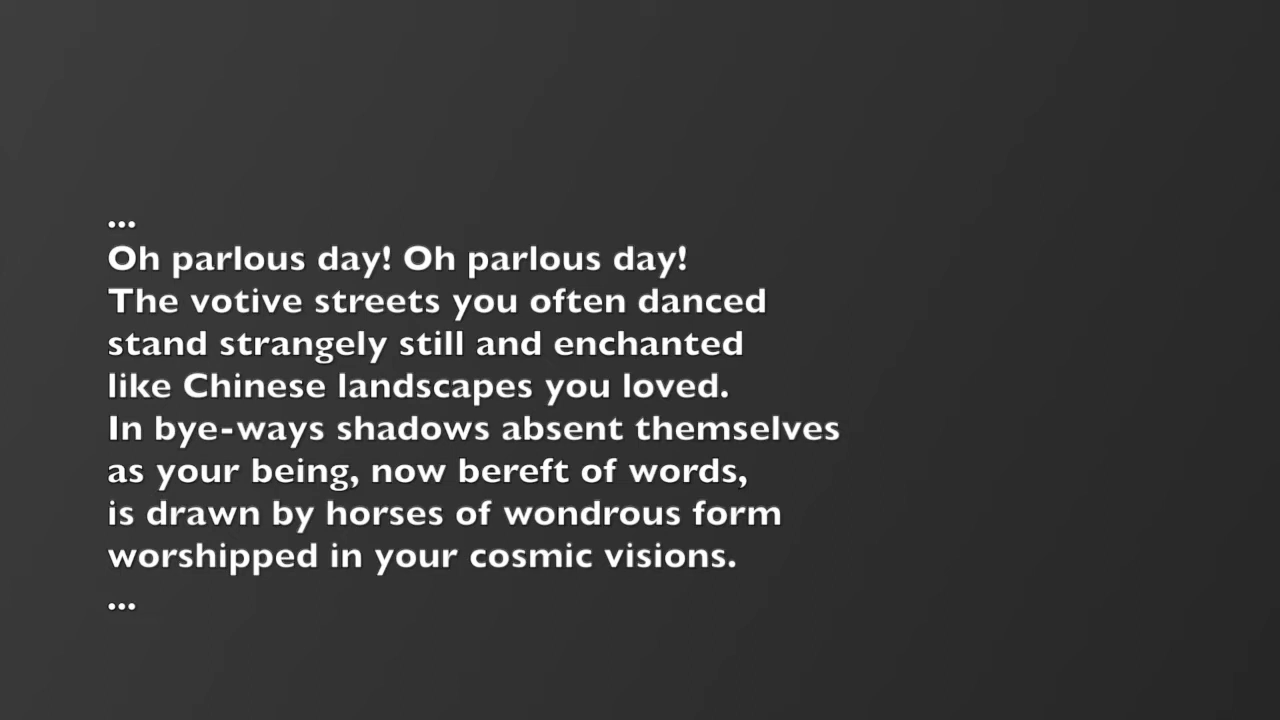 ...
Oh parlous day! Oh parlous day!
The votive streets you often danced
stand strangely still and enchanted
like Chinese landscapes you loved.
In bye-ways shadows absent themselves
as your being, now bereft of words,
is drawn by horses of wondrous form
worshipped in your cosmic visions.
...